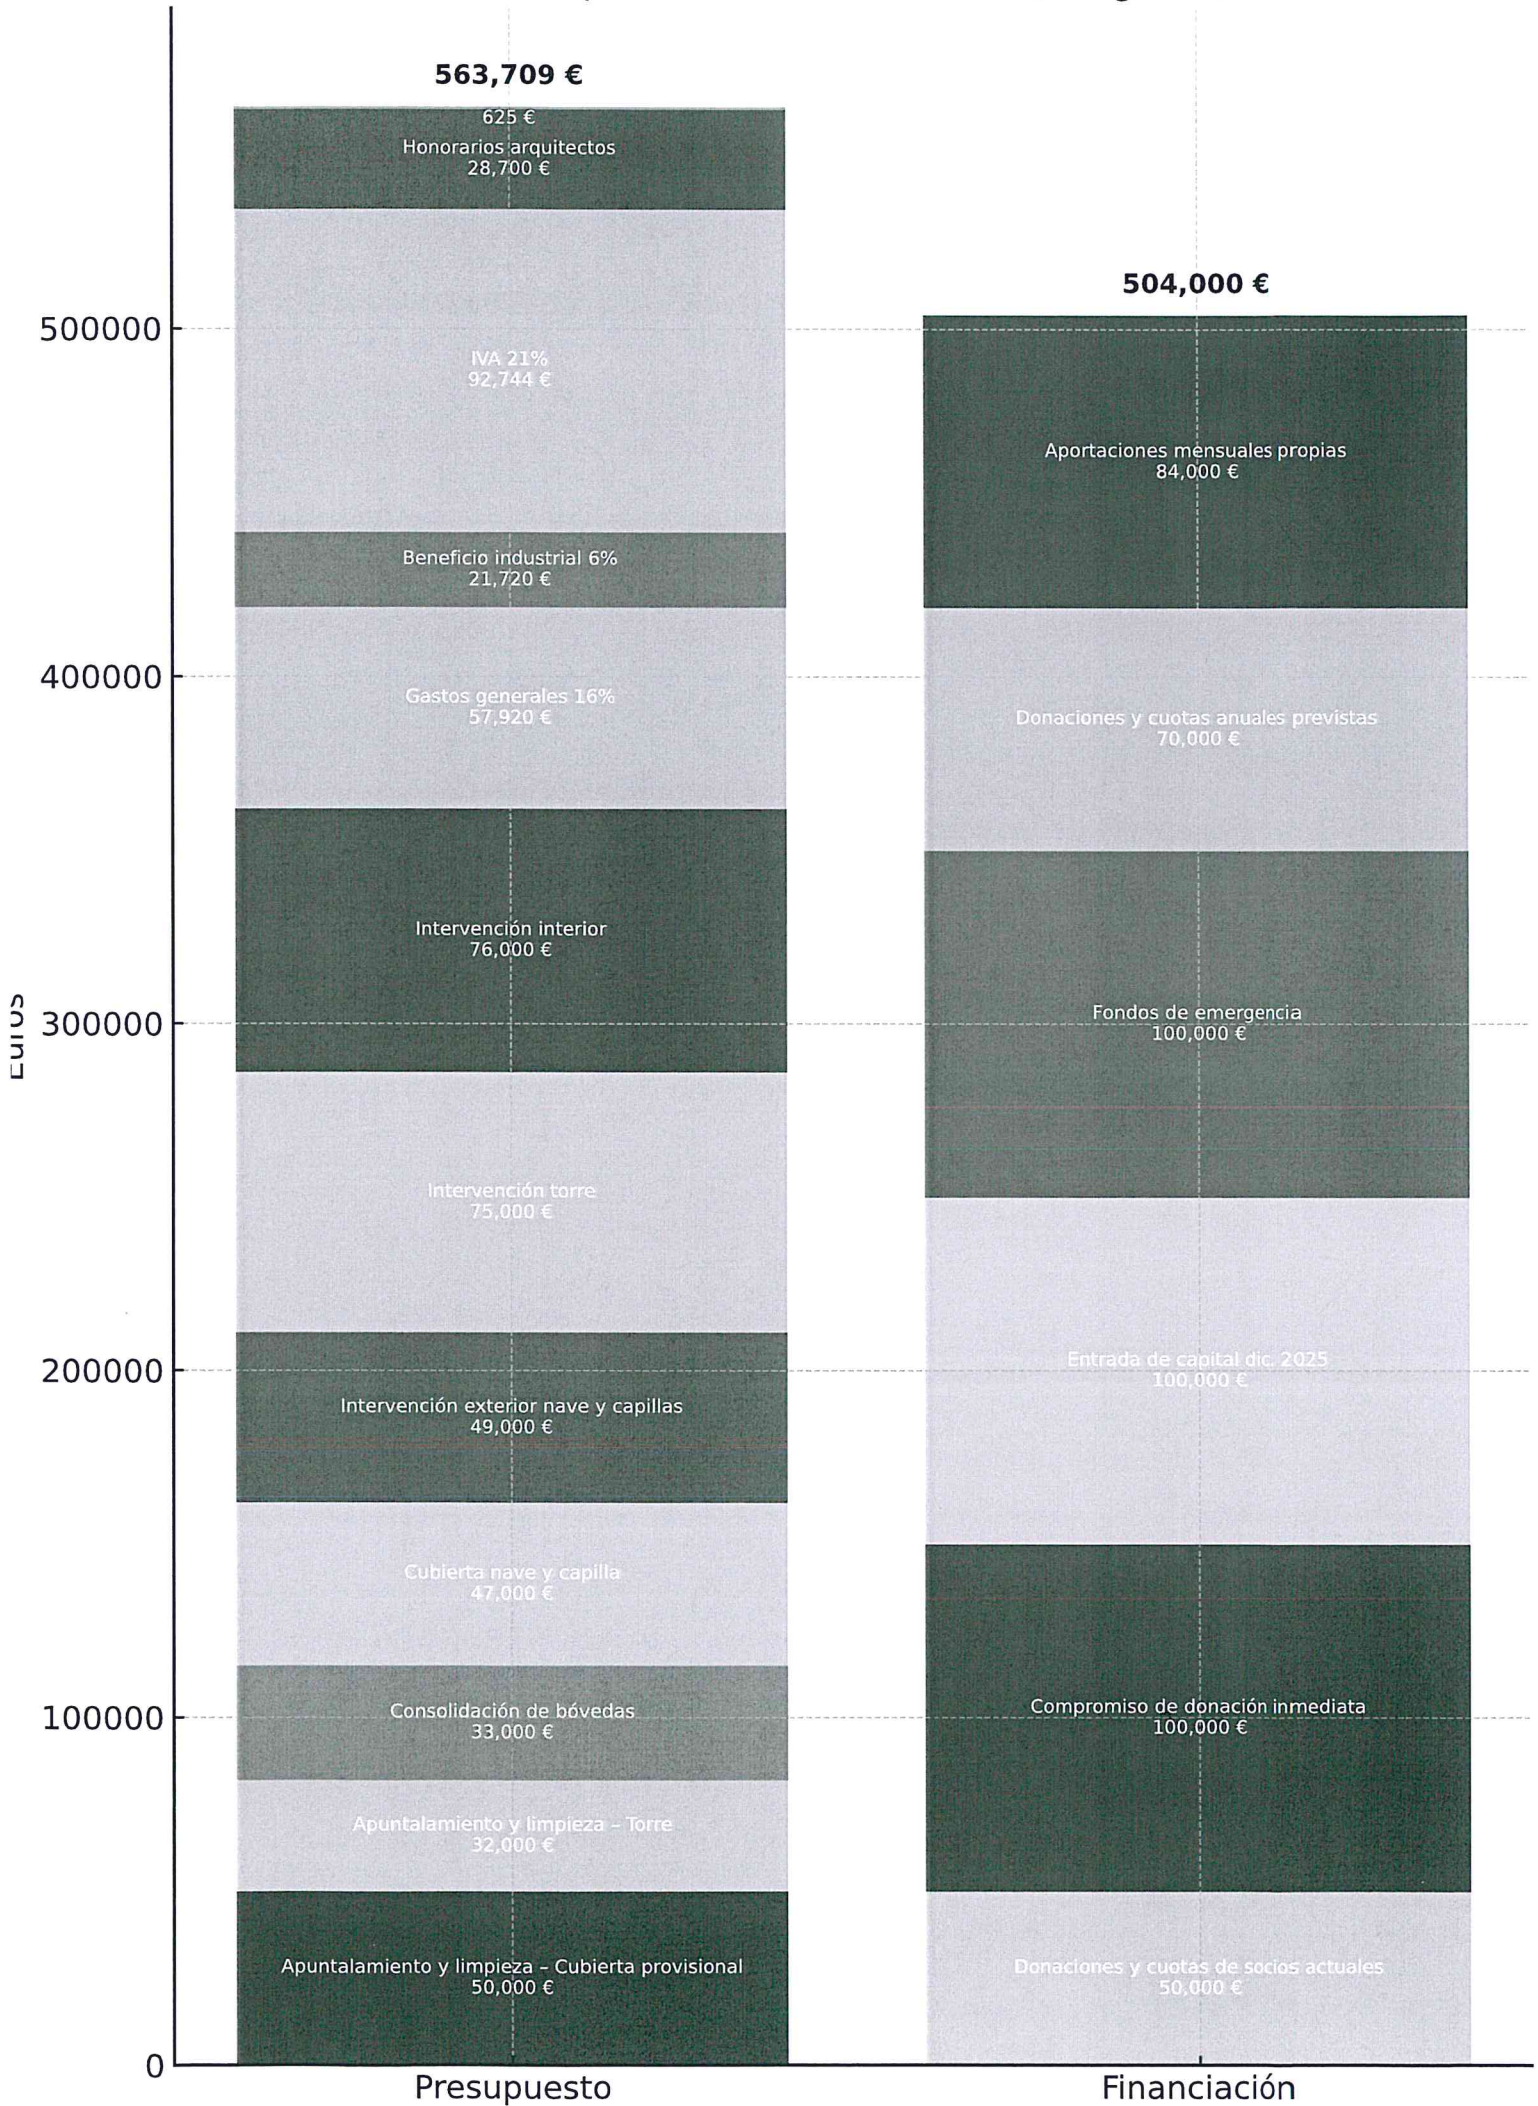 563,709 €
625 €
Honorarios arquitectos
28,700 €
IVA 21%
92,744 €
Beneficio industrial 6%
21,720 €
Gastos generales 16%
57,920 €
Intervención interior
76,000 €
Intervención torre
75,000 €
Intervención exterior nave y capillas
49,000 €
Cubierta nave y capilla
47,000 €
Consolidación de bóvedas
33,000 €
Apuntalamiento y limpieza – Torre
32,000 €
Apuntalamiento y limpieza – Cubierta provisional
50,000 €
504,000 €
Aportaciones mensuales propias
84,000 €
Donaciones y cuotas anuales previstas
70,000 €
Fondos de emergencia
100,000 €
Entrada de capital dic. 2025
100,000 €
Compromiso de donación inmediata
100,000 €
Donaciones y cuotas de socios actuales
50,000 €
500000
400000
300000
200000
100000
0
Euros
Presupuesto
Financiación